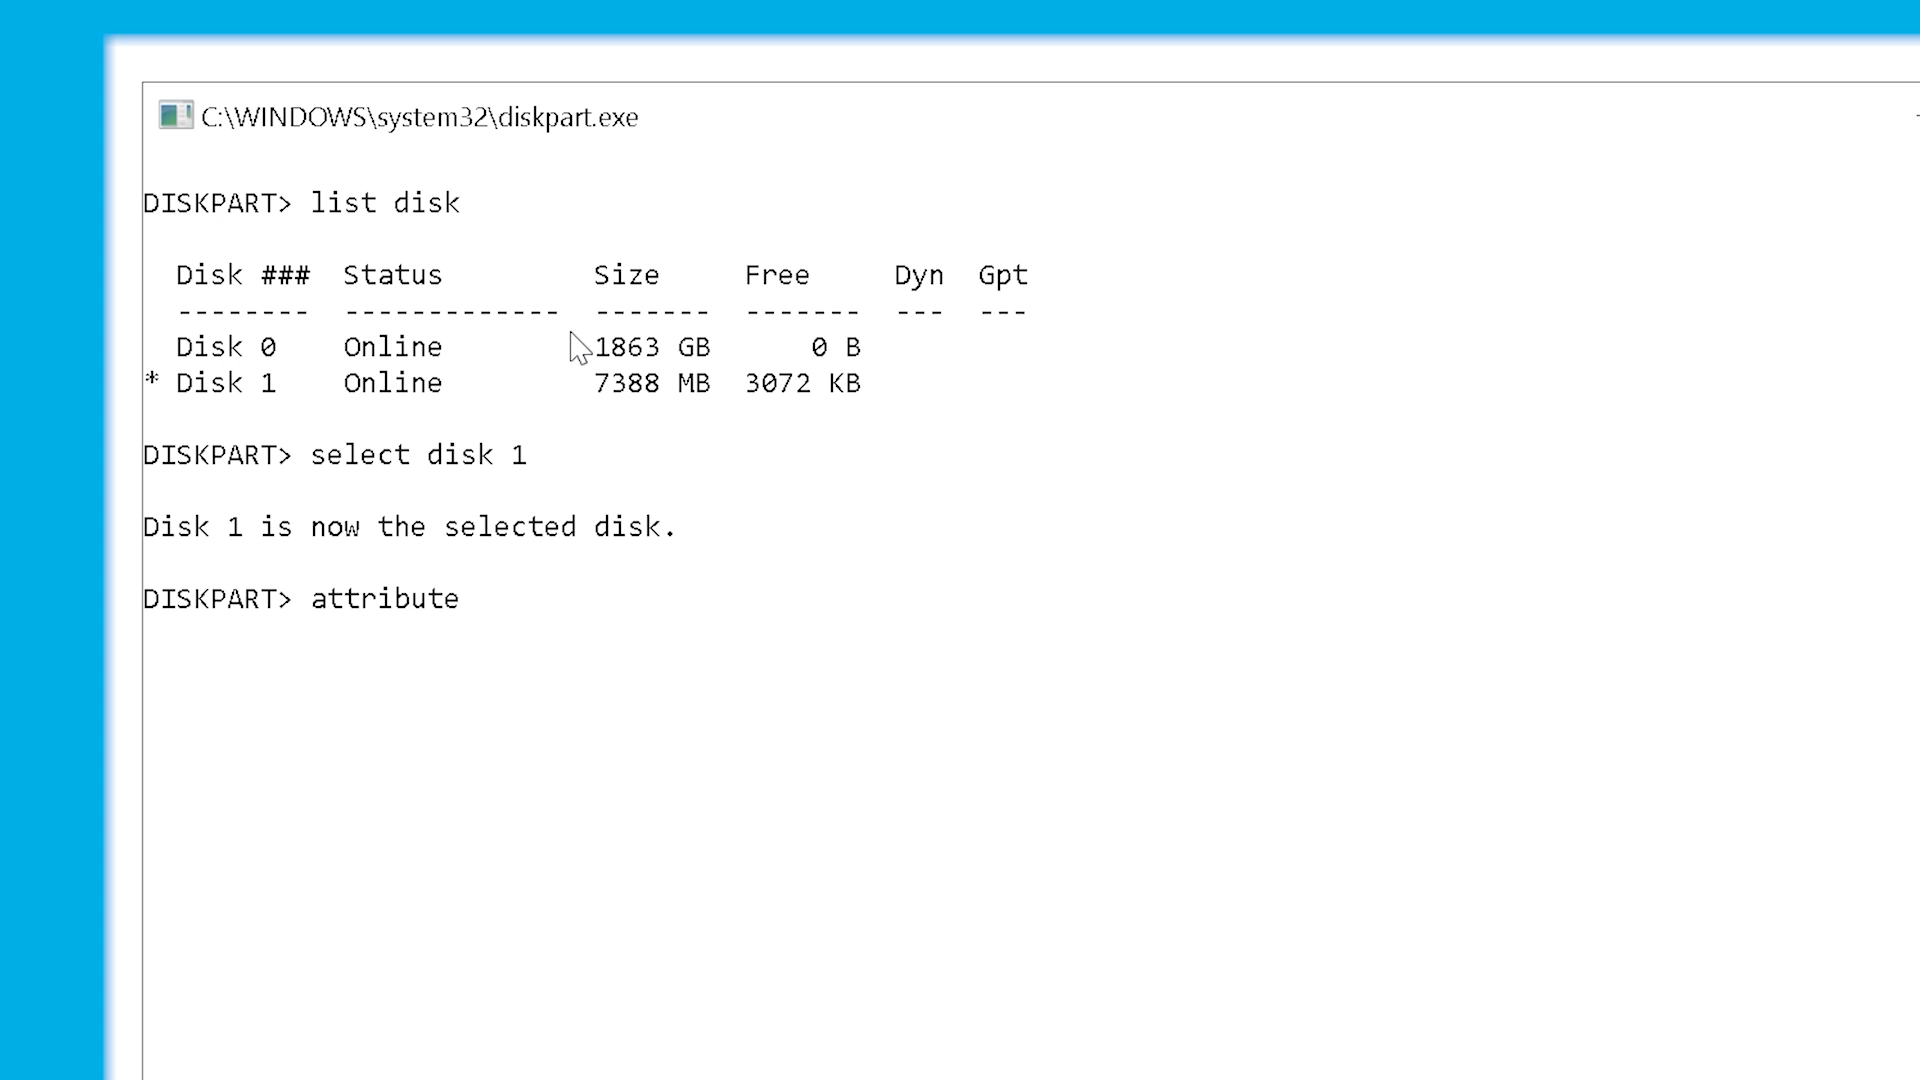 C:\WINDOWS\system32\diskpart.exe
DISKPART> list disk
  Disk ###  Status         Size     Free     Dyn  Gpt
  --------  -------------  -------  -------  ---  ---
  Disk 0    Online         1863 GB      0 B
* Disk 1    Online         7388 MB  3072 KB
DISKPART> select disk 1
Disk 1 is now the selected disk.
DISKPART> attribute